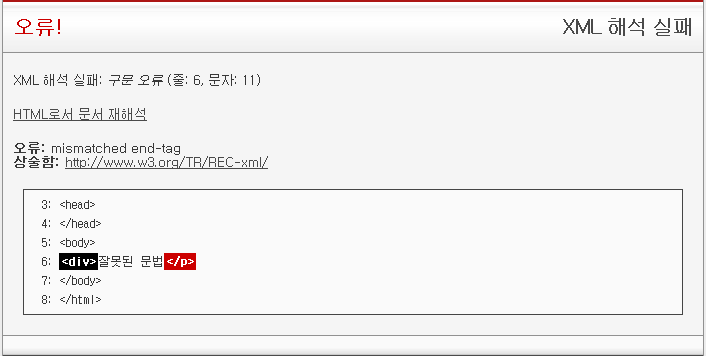 오류!
XML 해석 실패
XML 해석 실패: 구문 오류 (줄: 6, 문자: 11)
HTML로서 문서 재해석
오류: mismatched end-tag
상술함: http://www.w3.org/TR/REC-xml/
3: <head>
4: </head>
5: <body>
6: <div>잘못된 문법</p>
7: </body>
8: </html>